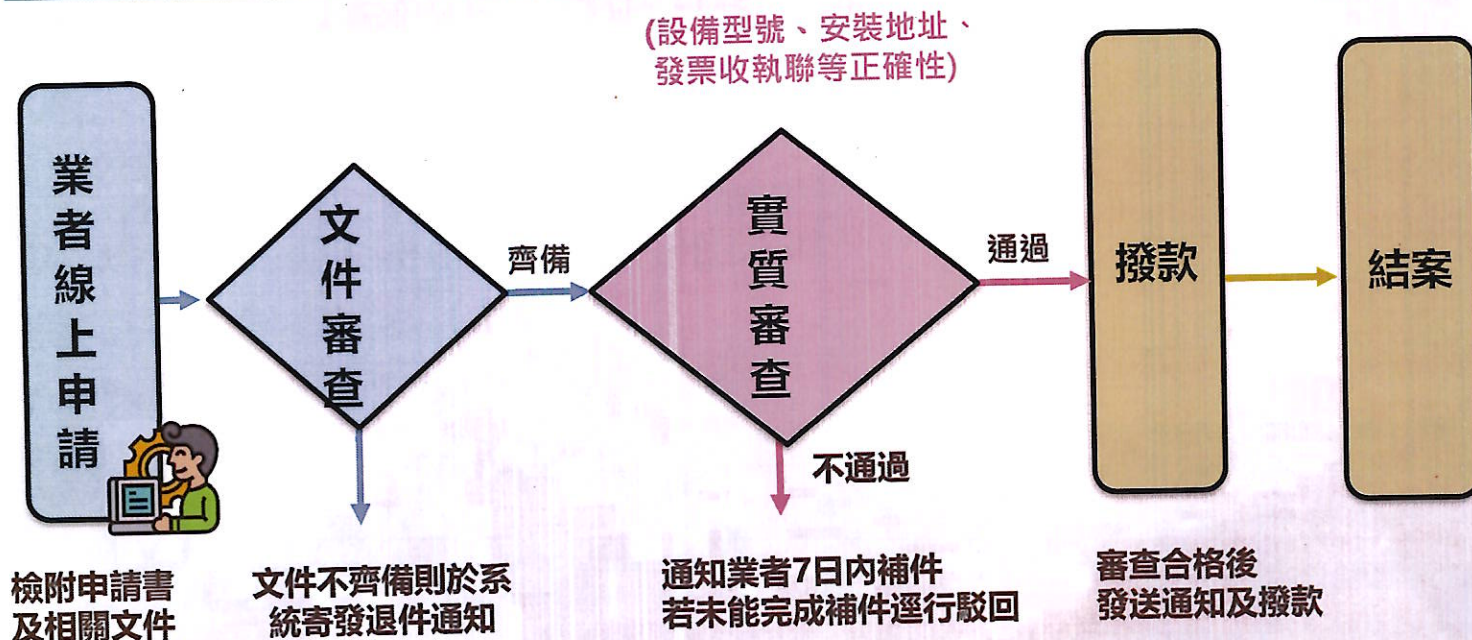 (設備型號、安裝地址、
發票收執聯等正確性)
業者線上申請
文件審查
齊備
實質審查
通過
撥款
結案
不通過
檢附申請書
及相關文件
文件不齊備則於系
統寄發退件通知
通知業者7日內補件
若未能完成補件逕行駁回
審查合格後
發送通知及撥款